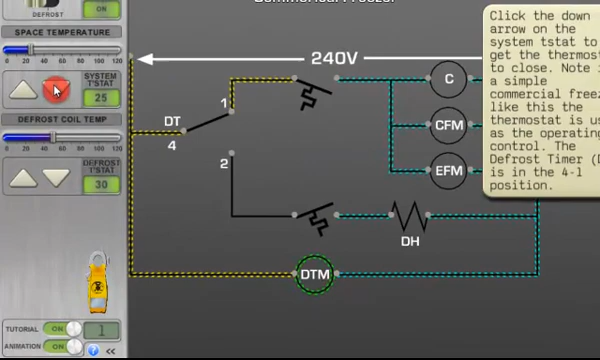 Commercial Freezer
DEFROST
ON
SPACE TEMPERATURE
0 20 40 60 80 100 120
SYSTEM
T'STAT
25
DEFROST COIL TEMP
0 20 40 60 80 100 120
DEFROST
T'STAT
30
TUTORIAL ON
1
ANIMATION ON
? <<
240V
DT
4
1
2
C
CFM
EFM
DH
DTM
Click the down
arrow on the
system tstat to
get the
to close. Note
a simple
commercial
like this the
thermostat is
as the operating
control. The
Defrost Timer
is in the 4-1
position.